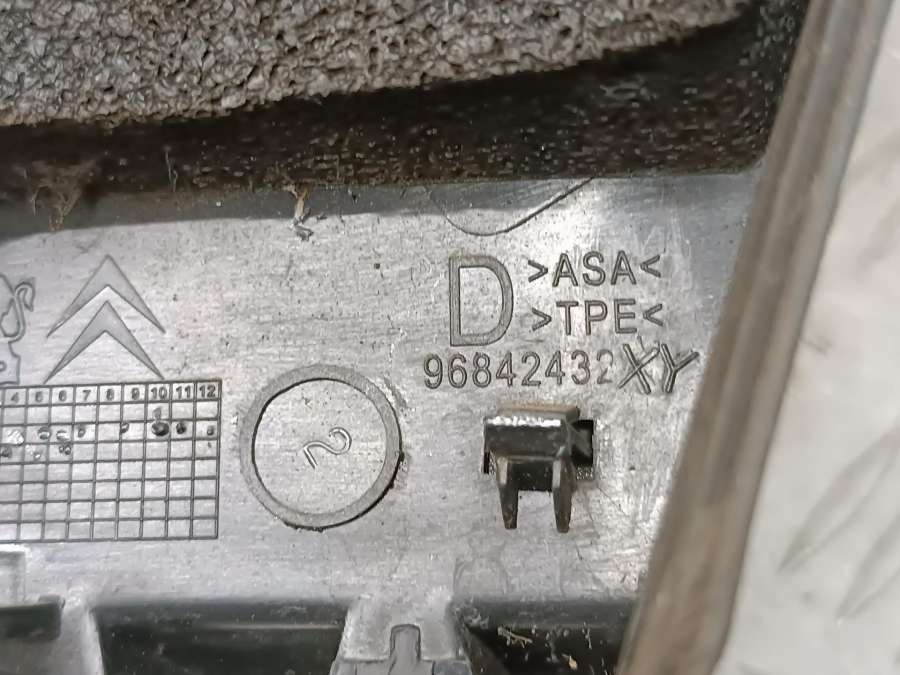 D >ASA<
>TPE<
96842432XY
4 5 6 7 8 9 10 11 12
2